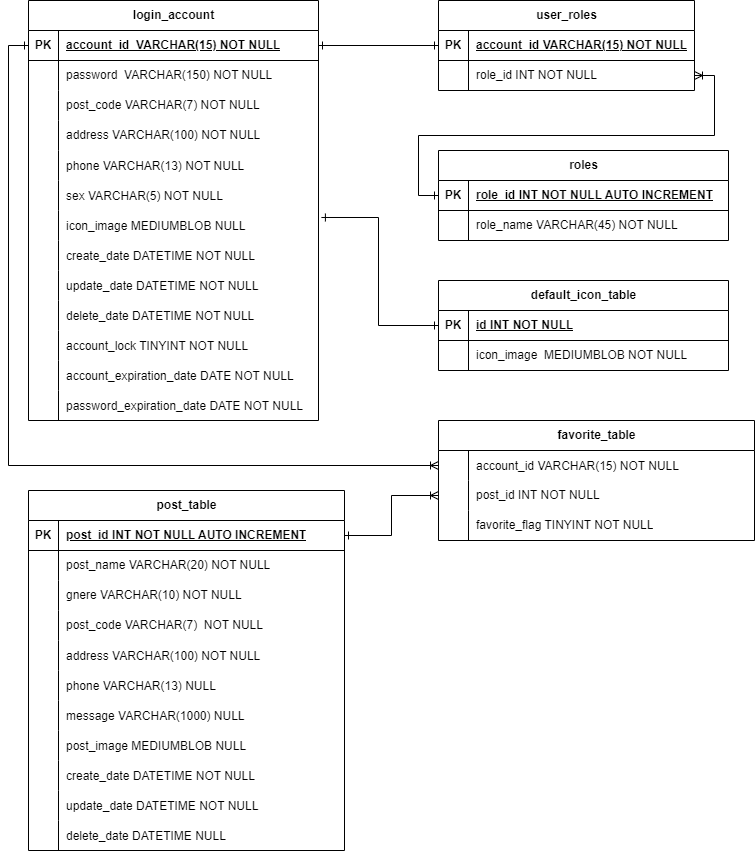 login_account
PK account_id VARCHAR(15) NOT NULL
password VARCHAR(150) NOT NULL
post_code VARCHAR(7) NOT NULL
address VARCHAR(100) NOT NULL
phone VARCHAR(13) NOT NULL
sex VARCHAR(5) NOT NULL
icon_image MEDIUMBLOB NULL
create_date DATETIME NOT NULL
update_date DATETIME NOT NULL
delete_date DATETIME NOT NULL
account_lock TINYINT NOT NULL
account_expiration_date DATE NOT NULL
password_expiration_date DATE NOT NULL
user_roles
PK account_id VARCHAR(15) NOT NULL
role_id INT NOT NULL
roles
PK role_id INT NOT NULL AUTO INCREMENT
role_name VARCHAR(45) NOT NULL
default_icon_table
PK id INT NOT NULL
icon_image MEDIUMBLOB NOT NULL
favorite_table
account_id VARCHAR(15) NOT NULL
post_id INT NOT NULL
favorite_flag TINYINT NOT NULL
post_table
PK post_id INT NOT NULL AUTO INCREMENT
post_name VARCHAR(20) NOT NULL
gnere VARCHAR(10) NOT NULL
post_code VARCHAR(7) NOT NULL
address VARCHAR(100) NOT NULL
phone VARCHAR(13) NULL
message VARCHAR(1000) NULL
post_image MEDIUMBLOB NULL
create_date DATETIME NOT NULL
update_date DATETIME NOT NULL
delete_date DATETIME NULL